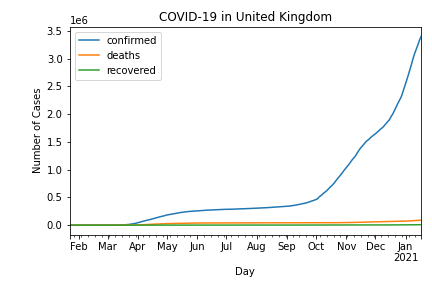 COVID-19 in United Kingdom
1e6
confirmed
deaths
recovered
Number of Cases
3.5
3.0
2.5
2.0
1.5
1.0
0.5
0.0
Feb Mar Apr May Jun Jul Aug Sep Oct Nov Dec Jan
2021
Day